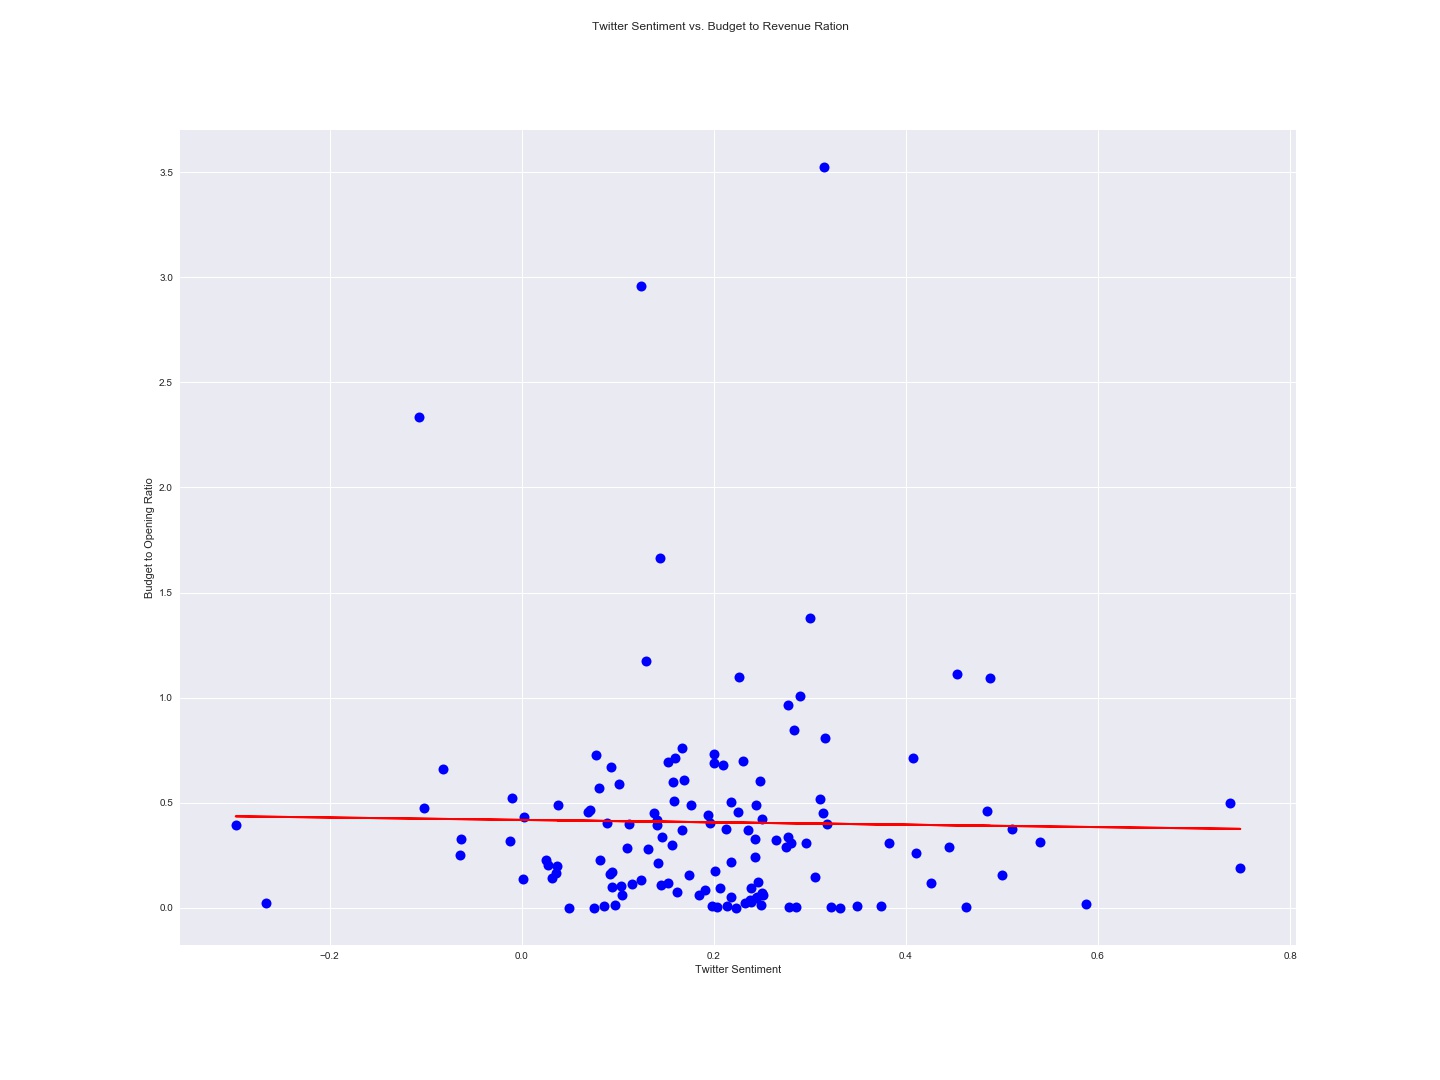 Twitter Sentiment vs. Budget to Revenue Ration
3.5
3.0
2.5
2.0
1.5
1.0
0.5
0.0
Budget to Opening Ratio
−0.2 0.0 0.2 0.4 0.6 0.8
Twitter Sentiment